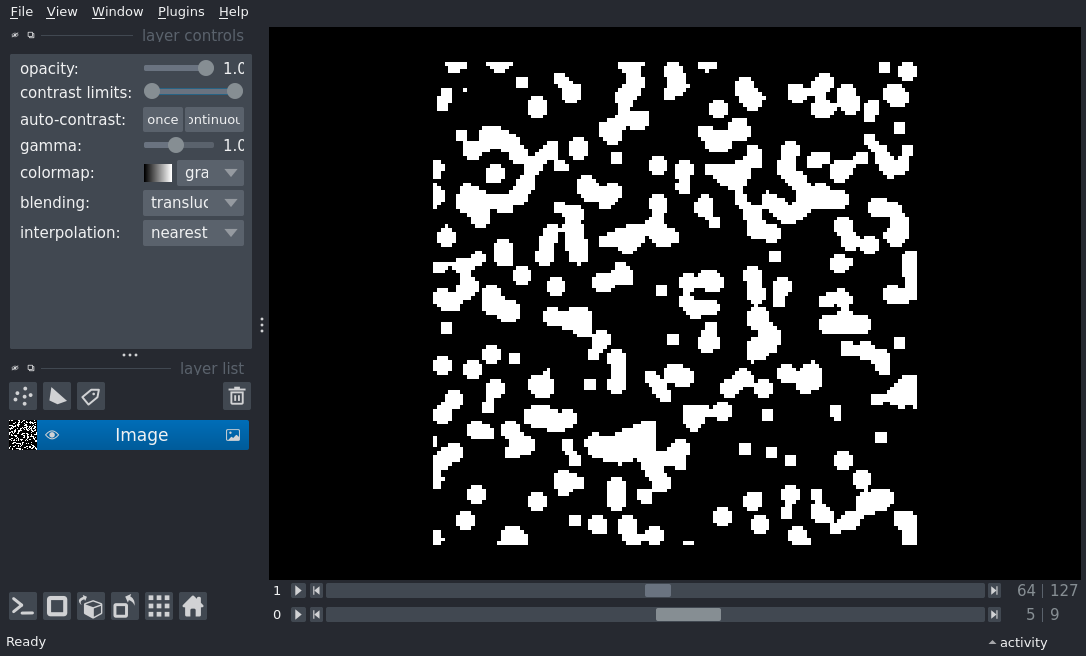 File View Window Plugins Help
layer controls
opacity: 1.0
contrast limits:
auto-contrast: once ontinuou
gamma: 1.0
colormap: gra
blending: transluc
interpolation: nearest
layer list
Image
1 64 | 127
0 5 | 9
Ready activity